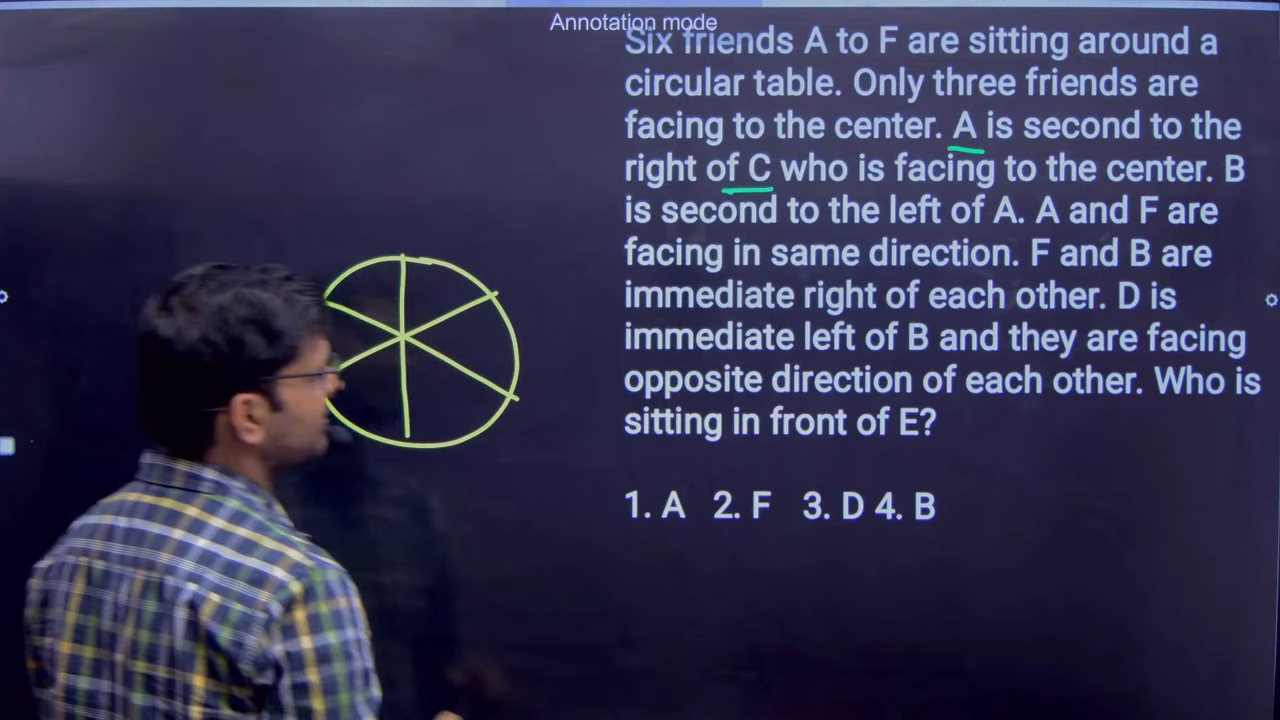 Annotation mode
Six friends A to F are sitting around a
circular table. Only three friends are
facing to the center. A is second to the
right of C who is facing to the center. B
is second to the left of A. A and F are
facing in same direction. F and B are
immediate right of each other. D is
immediate left of B and they are facing
opposite direction of each other. Who is
sitting in front of E?
1. A 2. F 3. D 4. B